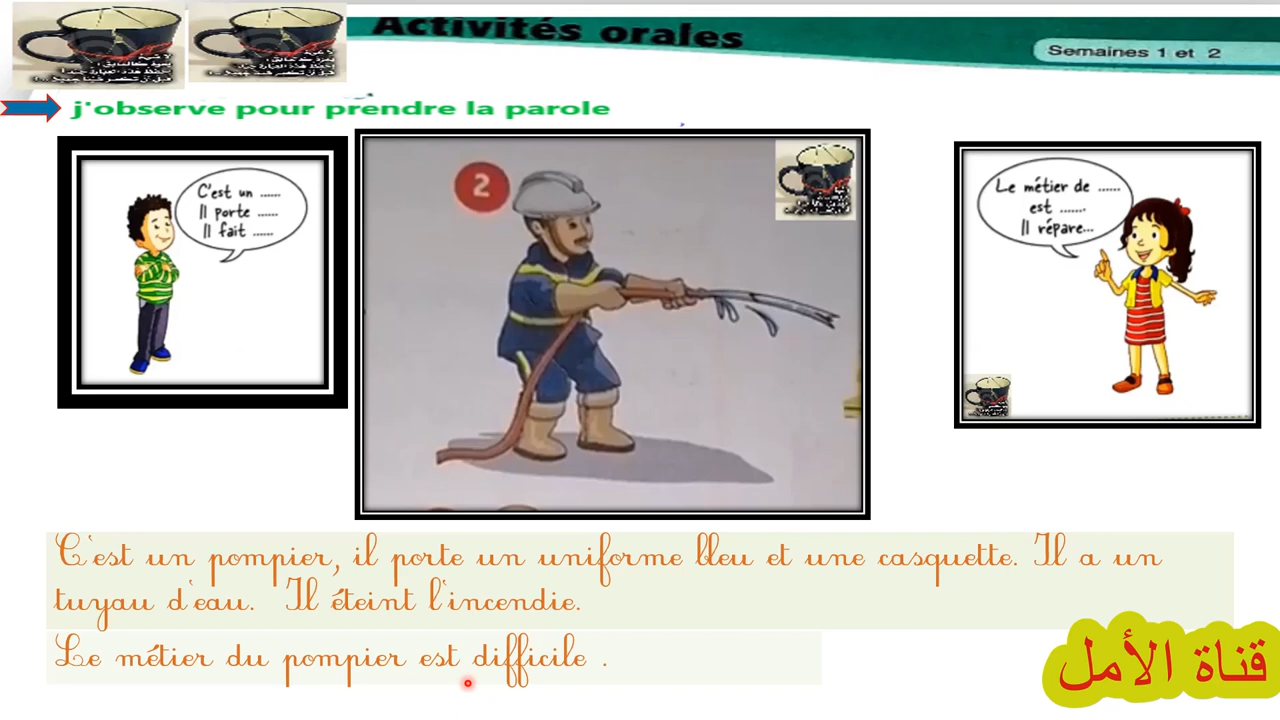 Activités orales
Semaines 1 et 2
j'observe pour prendre la parole
C'est un ......
Il porte ......
Il fait ......
2
Le métier de ......
est .......
Il répare...
C'est un pompier, il porte un uniforme bleu et une casquette. Il a un
tuyau d'eau. Il éteint l'incendie.
Le métier du pompier est difficile .
قناة الأمل